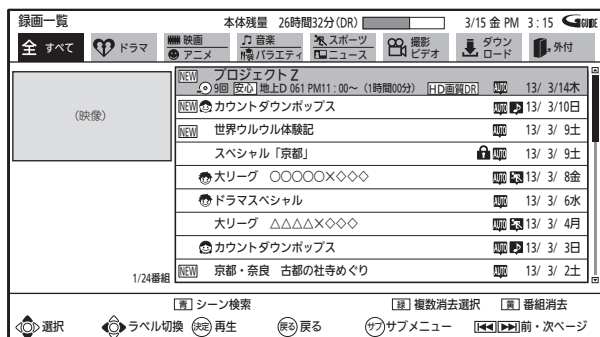 録画一覧 本体残量 26時間32分(DR) 3/15 金 PM 3:15 GGUIDE
全 すべて ドラマ 映画 アニメ 音楽 バラエティ スポーツ ニュース 撮影ビデオ ダウンロード 外付
(映像)
NEW プロジェクトZ
9回 安心 地上D 061 PM11:00~ (1時間00分) HD画質DR 13/ 3/14木
NEW カウントダウンポップス 13/ 3/10日
NEW 世界ウルウル体験記 13/ 3/ 9土
スペシャル「京都」 13/ 3/ 9土
大リーグ 〇〇〇〇〇×◇◇◇ 13/ 3/ 8金
ドラマスペシャル 13/ 3/ 6水
大リーグ △△△△×◇◇◇ 13/ 3/ 4月
カウントダウンポップス 13/ 3/ 3日
NEW 京都・奈良 古都の社寺めぐり 13/ 3/ 2土
1/24番組
青 シーン検索 緑 複数消去選択 黄 番組消去
選択 ラベル切換 決定 再生 戻る 戻る サブ サブメニュー 前・次ページ